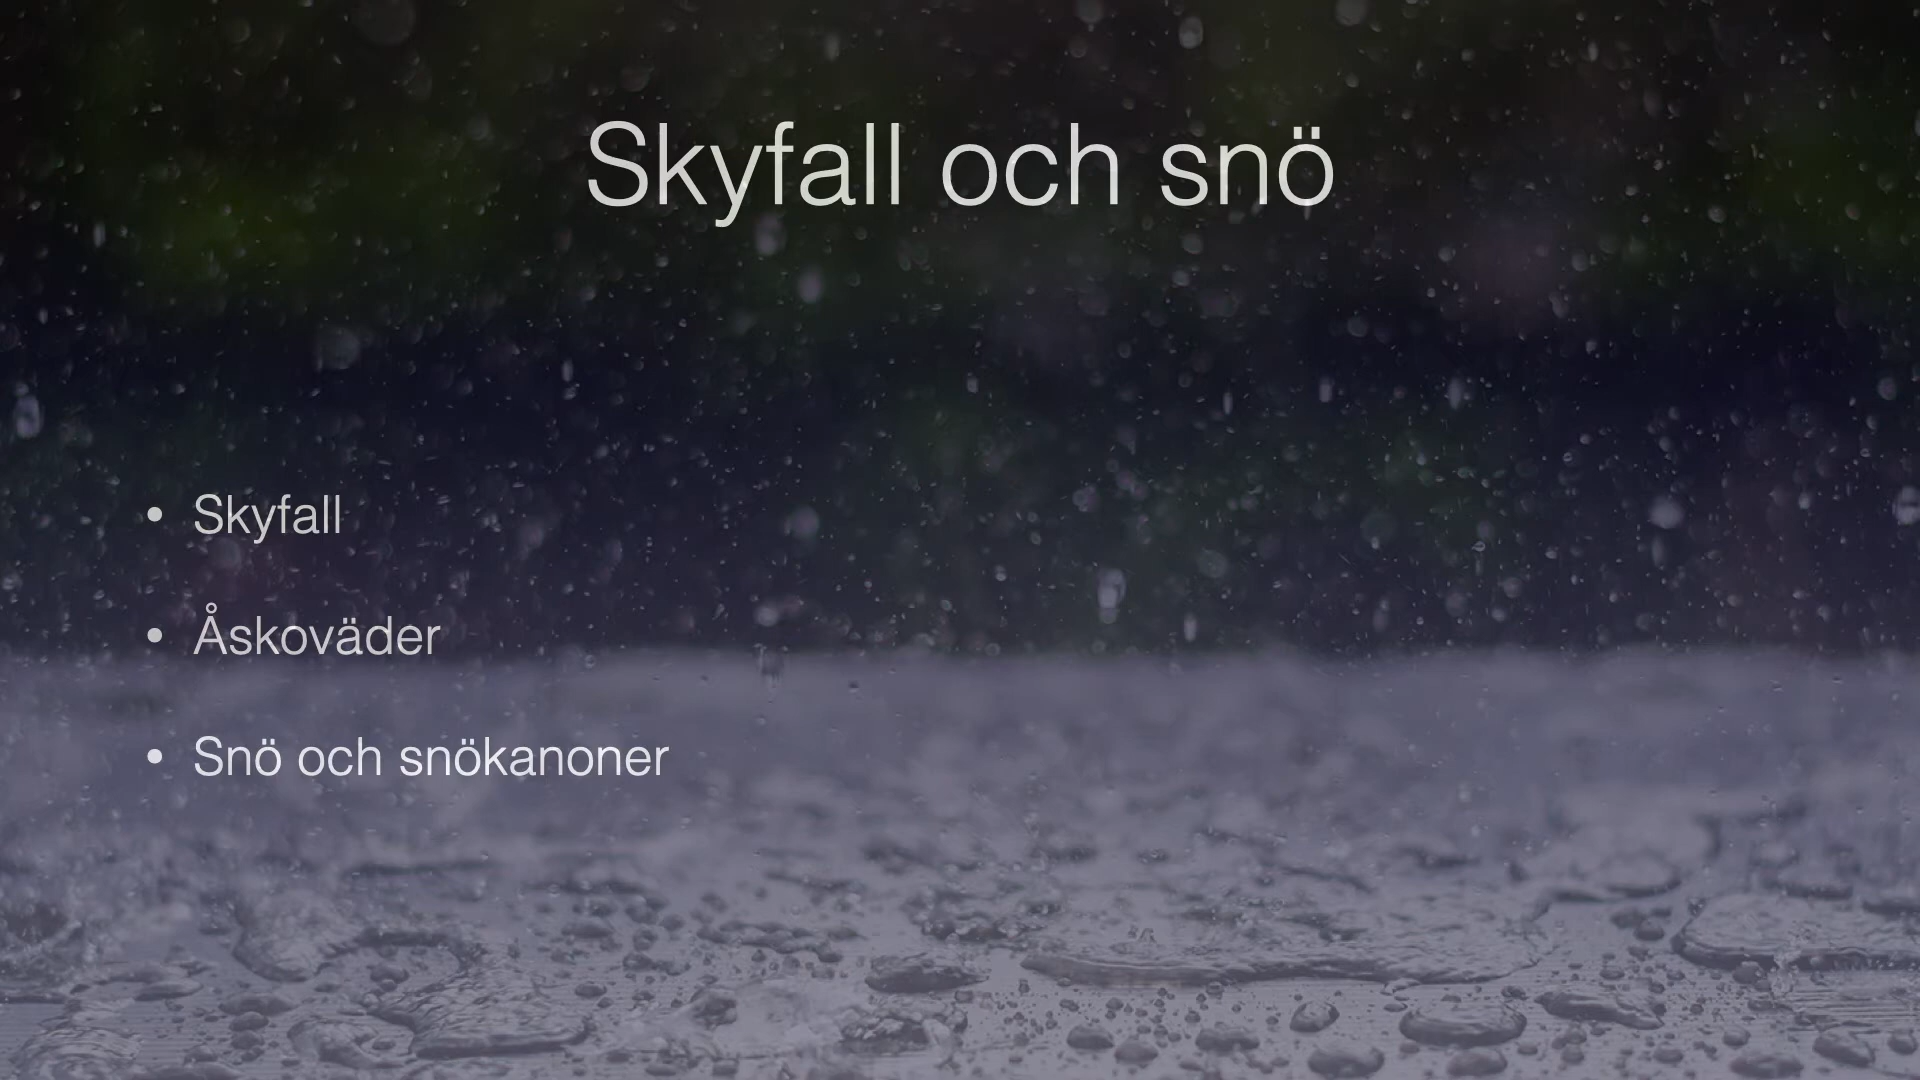 Skyfall och snö
• Skyfall
• Åskoväder
• Snö och snökanoner